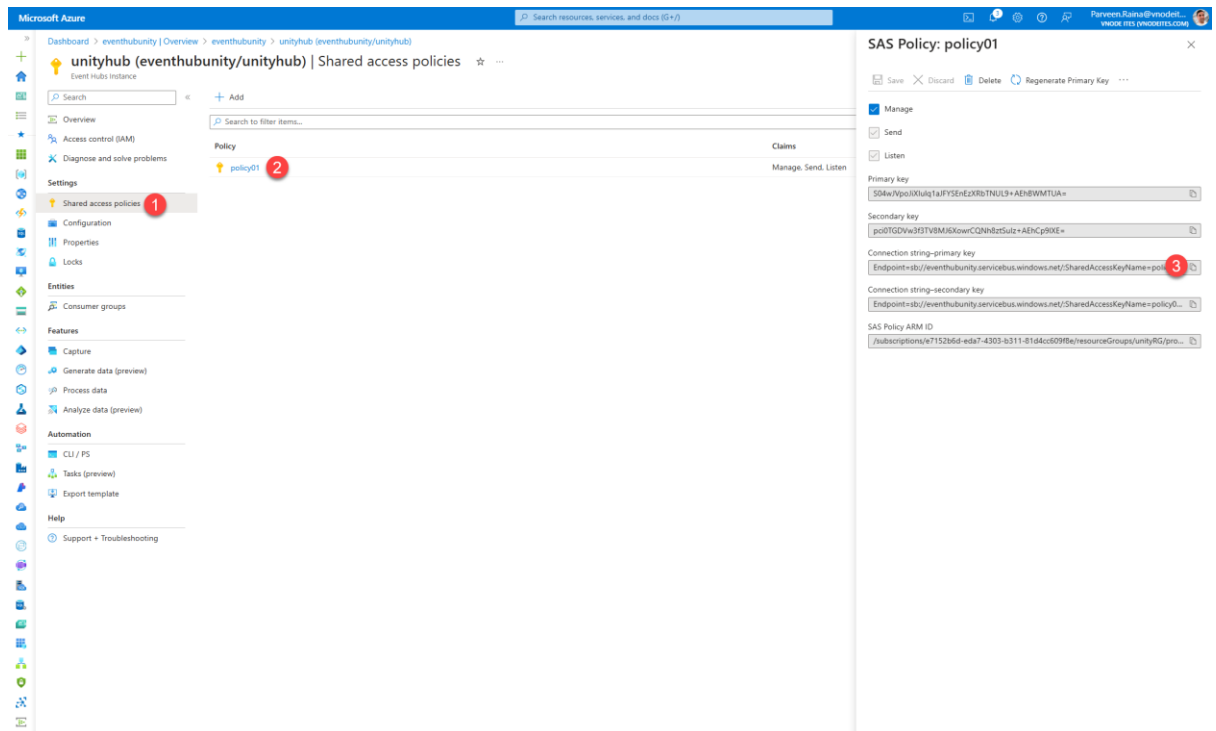 Microsoft Azure
Search resources, services, and docs (G+/)
Parveen.Raina@vnodeit...
VNODE ITES (VNODEITES.COM)
Dashboard > eventhubunity | Overview > eventhubunity > unityhub (eventhubunity/unityhub)
unityhub (eventhubunity/unityhub) | Shared access policies
Event Hubs Instance
Search
Overview
Access control (IAM)
Diagnose and solve problems
Settings
Shared access policies 1
Configuration
Properties
Locks
Entities
Consumer groups
Features
Capture
Generate data (preview)
Process data
Analyze data (preview)
Automation
CLI / PS
Tasks (preview)
Export template
Help
Support + Troubleshooting
Add
Search to filter items...
Policy Claims
policy01 2 Manage, Send, Listen
SAS Policy: policy01
Save Discard Delete Regenerate Primary Key
Manage
Send
Listen
Primary key
Secondary key
Connection string–primary key
Endpoint=sb://eventhubunity.servicebus.windows.net/;SharedAccessKeyName=poli 3
Connection string–secondary key
Endpoint=sb://eventhubunity.servicebus.windows.net/;SharedAccessKeyName=policy0...
SAS Policy ARM ID
/subscriptions/e7152b6d-eda7-4303-b311-81d4cc609f8e/resourceGroups/unityRG/pro...